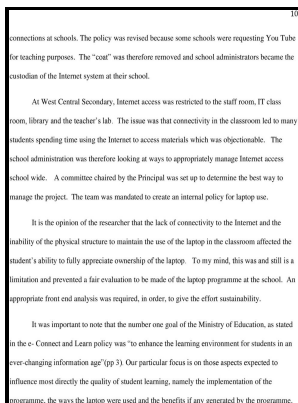 10
connections at schools. The policy was revised because some schools were requesting You Tube
for teaching purposes. The “coat” was therefore removed and school administrators became the
custodian of the Internet system at their school.
At West Central Secondary, Internet access was restricted to the staff room, IT class
room, library and the teacher’s lab. The issue was that connectivity in the classroom led to many
students spending time using the Internet to access materials which was objectionable. The
school administration was therefore looking at ways to appropriately manage Internet access
school wide. A committee chaired by the Principal was set up to determine the best way to
manage the project. The team was mandated to create an internal policy for laptop use.
It is the opinion of the researcher that the lack of connectivity to the Internet and the
inability of the physical structure to maintain the use of the laptop in the classroom affected the
student’s ability to fully appreciate ownership of the laptop. To my mind, this was and still is a
limitation and prevented a fair evaluation to be made of the laptop programme at the school. An
appropriate front end analysis was required, in order, to give the effort sustainability.
It was important to note that the number one goal of the Ministry of Education, as stated
in the e- Connect and Learn policy was “to enhance the learning environment for students in an
ever-changing information age”(pp 3). Our particular focus is on those aspects expected to
influence most directly the quality of student learning, namely the implementation of the
programme, the ways the laptop were used and the benefits if any generated by the programme.